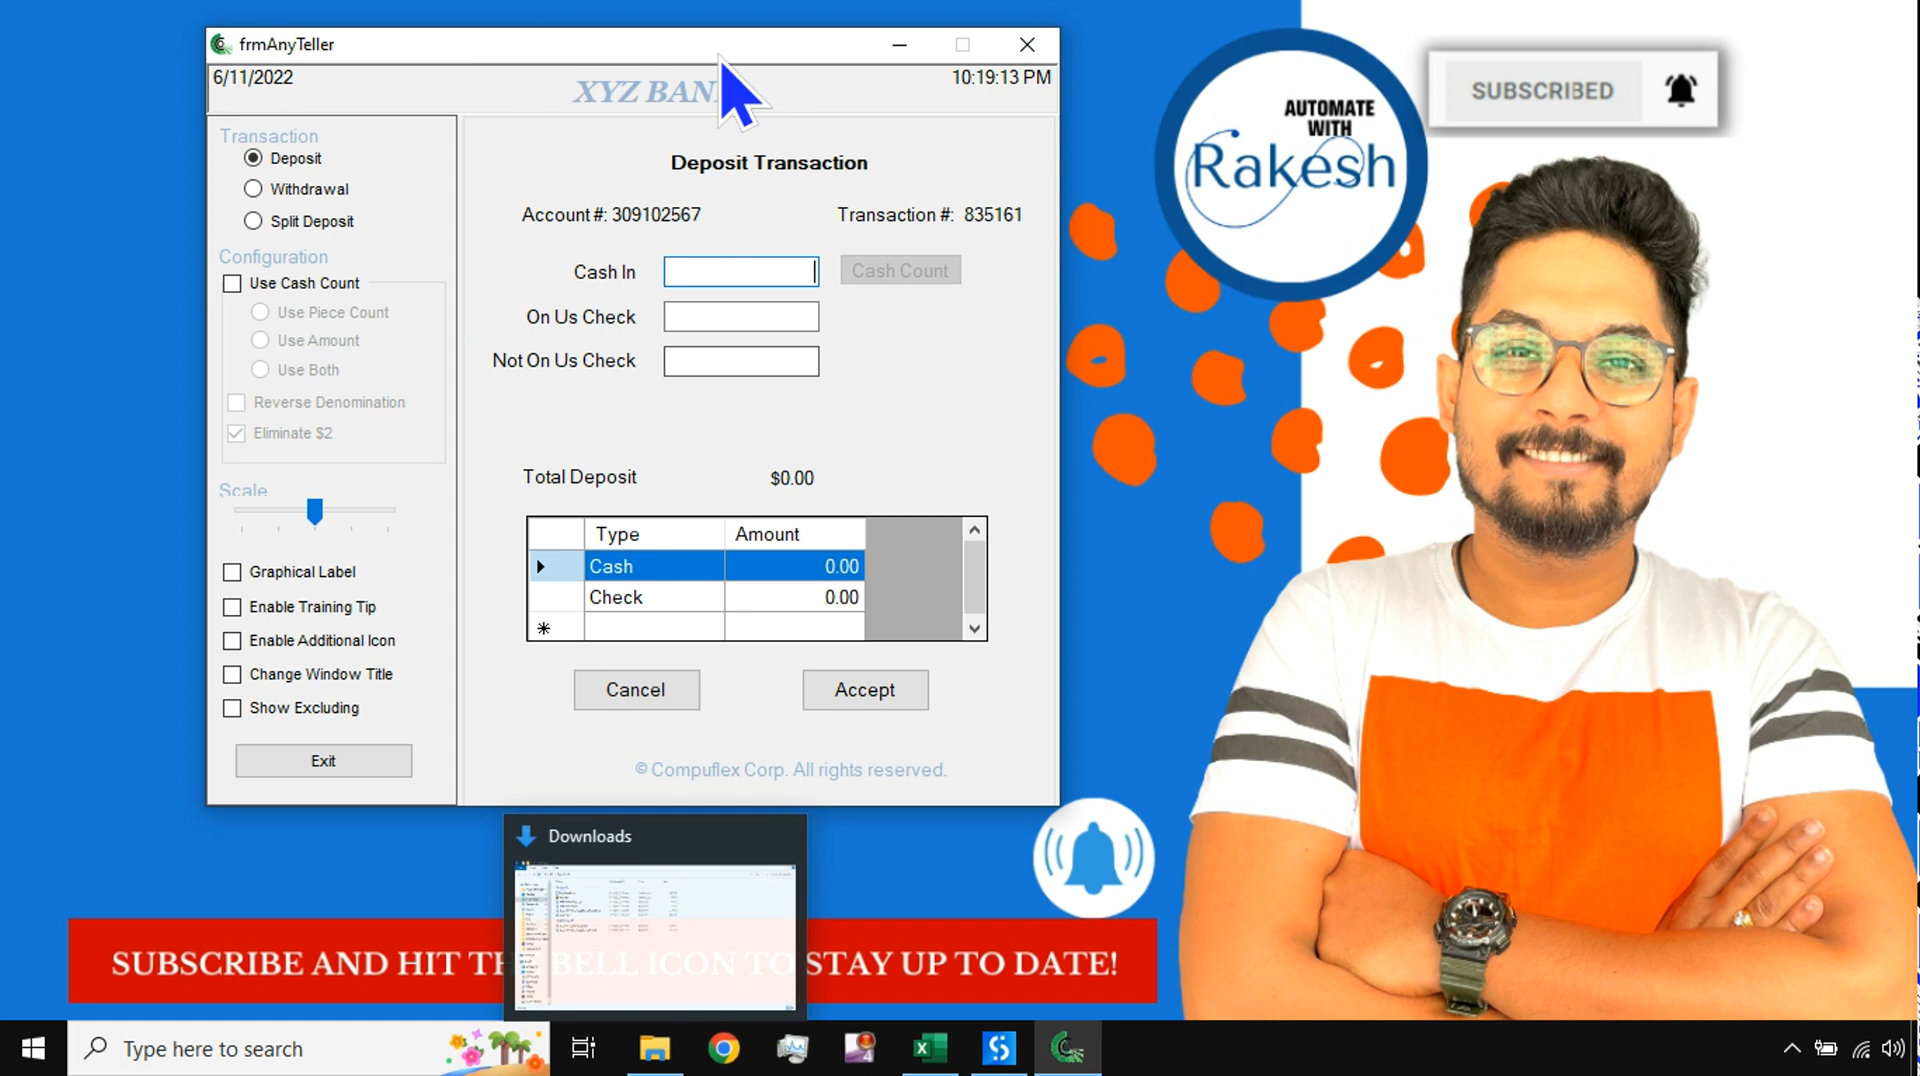 frmAnyTeller
6/11/2022
XYZ BAN
10:19:13 PM
Transaction
Deposit
Withdrawal
Split Deposit
Configuration
Use Cash Count
Use Piece Count
Use Amount
Use Both
Reverse Denomination
Eliminate $2
Scale
Graphical Label
Enable Training Tip
Enable Additional Icon
Change Window Title
Show Excluding
Exit
Deposit Transaction
Account #: 309102567
Transaction #: 835161
Cash In
Cash Count
On Us Check
Not On Us Check
Total Deposit
$0.00
Type Amount
Cash 0.00
Check 0.00
Cancel
Accept
© Compuflex Corp. All rights reserved.
AUTOMATE
WITH
Rakesh
SUBSCRIBED
Downloads
SUBSCRIBE AND HIT TH BELL ICON TO STAY UP TO DATE!
Type here to search
4